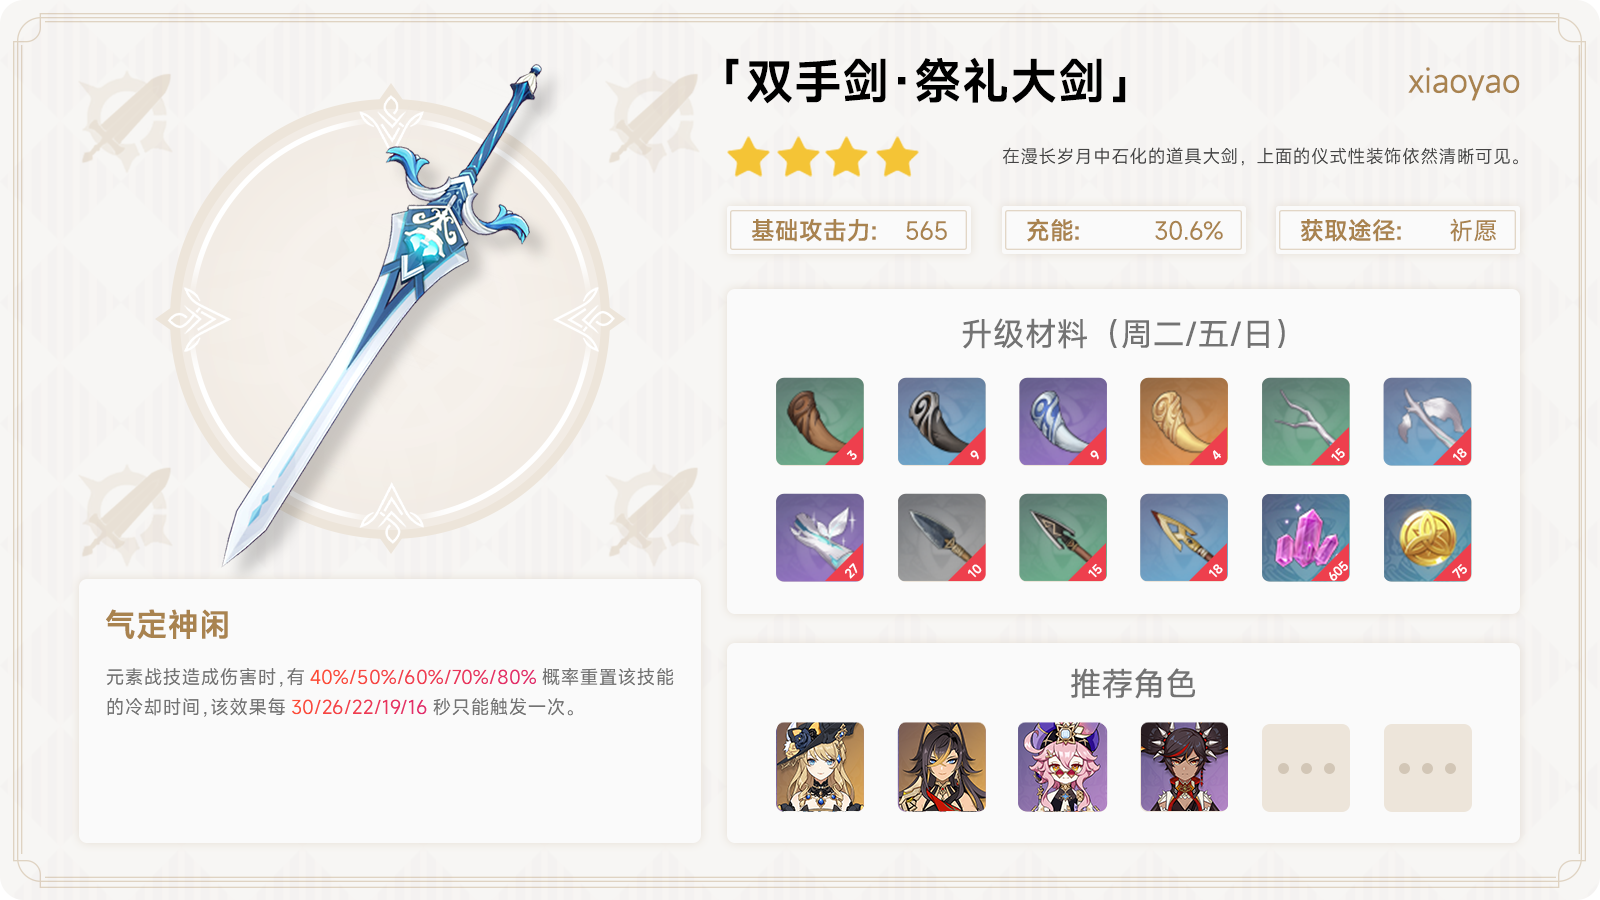 「双手剑·祭礼大剑」
xiaoyao
在漫长岁月中石化的道具大剑，上面的仪式性装饰依然清晰可见。
基础攻击力: 565
充能: 30.6%
获取途径: 祈愿
升级材料（周二/五/日）
3 9 9 4 15 18
27 10 15 18 605 75
气定神闲
元素战技造成伤害时,有 40%/50%/60%/70%/80% 概率重置该技能
的冷却时间,该效果每 30/26/22/19/16 秒只能触发一次。
推荐角色